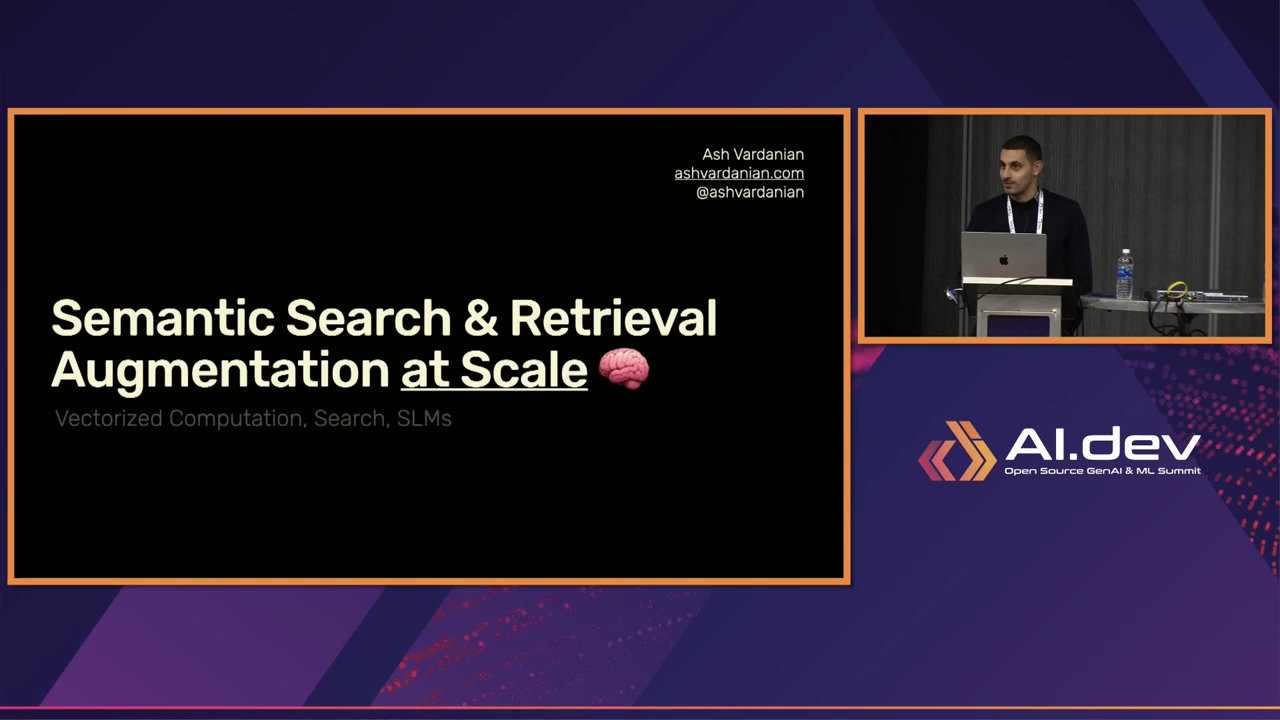 Ash Vardanian
ashvardanian.com
@ashvardanian
Semantic Search & Retrieval
Augmentation at Scale
Vectorized Computation, Search, SLMs
AI.dev
Open Source GenAI & ML Summit